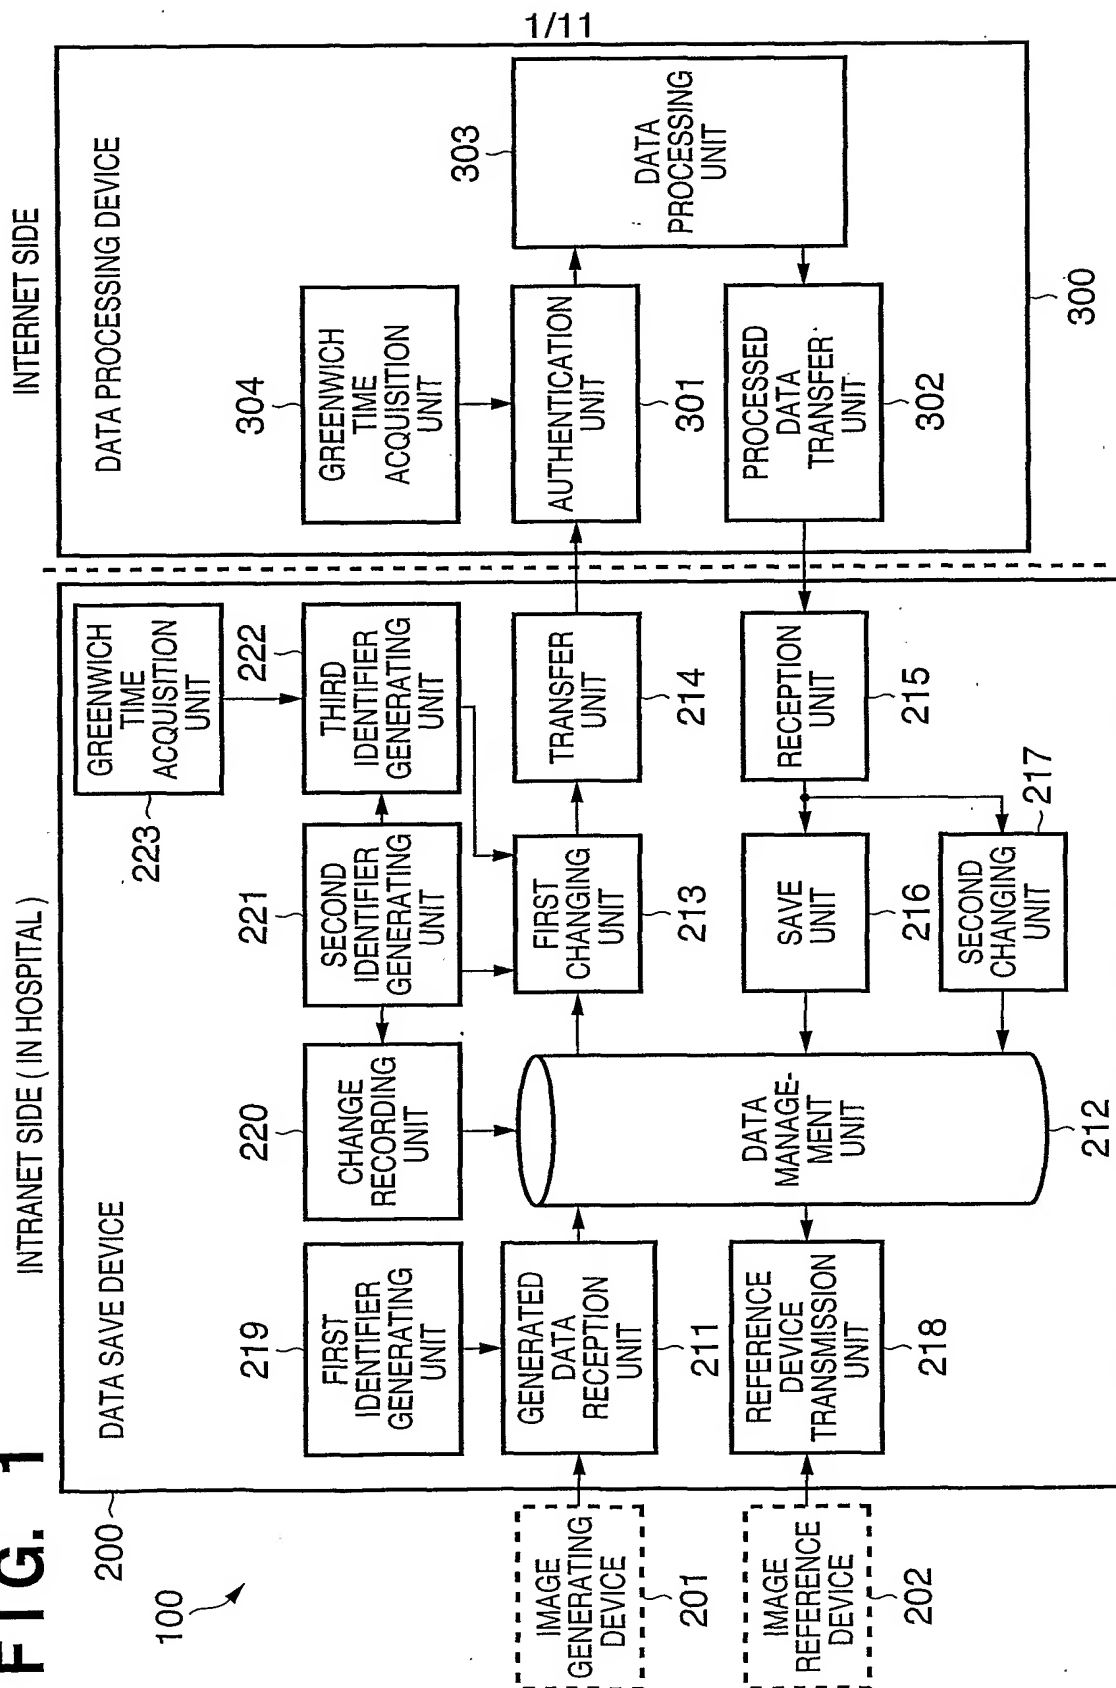 1/11
FIG. 1
100
INTRANET SIDE ( IN HOSPITAL )
INTERNET SIDE
200
DATA SAVE DEVICE
DATA PROCESSING DEVICE
GREENWICH
TIME
ACQUISITION
UNIT
223
219
FIRST
IDENTIFIER
GENERATING
UNIT
220
CHANGE
RECORDING
UNIT
221
SECOND
IDENTIFIER
GENERATING
UNIT
222
THIRD
IDENTIFIER
GENERATING
UNIT
304
GREENWICH
TIME
ACQUISITION
UNIT
IMAGE
GENERATING
DEVICE
201
GENERATED
DATA
RECEPTION
UNIT
211
FIRST
CHANGING
UNIT
213
TRANSFER
UNIT
214
AUTHENTICATION
UNIT
301
303
DATA
PROCESSING
UNIT
IMAGE
REFERENCE
DEVICE
202
REFERENCE
DEVICE
TRANSMISSION
UNIT
218
DATA
MANAGE-
MENT
UNIT
212
SAVE
UNIT
216
RECEPTION
UNIT
215
PROCESSED
DATA
TRANSFER
UNIT
302
SECOND
CHANGING
UNIT
217
300